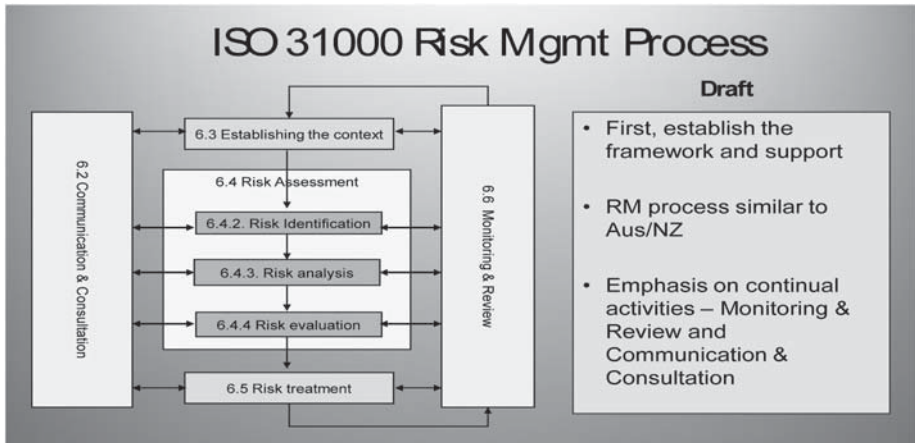 ISO 31000 Risk Mgmt Process
6.2 Communication & Consultation
6.3 Establishing the context
6.4 Risk Assessment
6.4.2. Risk Identification
6.4.3. Risk analysis
6.4.4 Risk evaluation
6.5 Risk treatment
6.6 Monitoring & Review
Draft
• First, establish the
framework and support
• RM process similar to
Aus/NZ
• Emphasis on continual
activities – Monitoring &
Review and
Communication &
Consultation